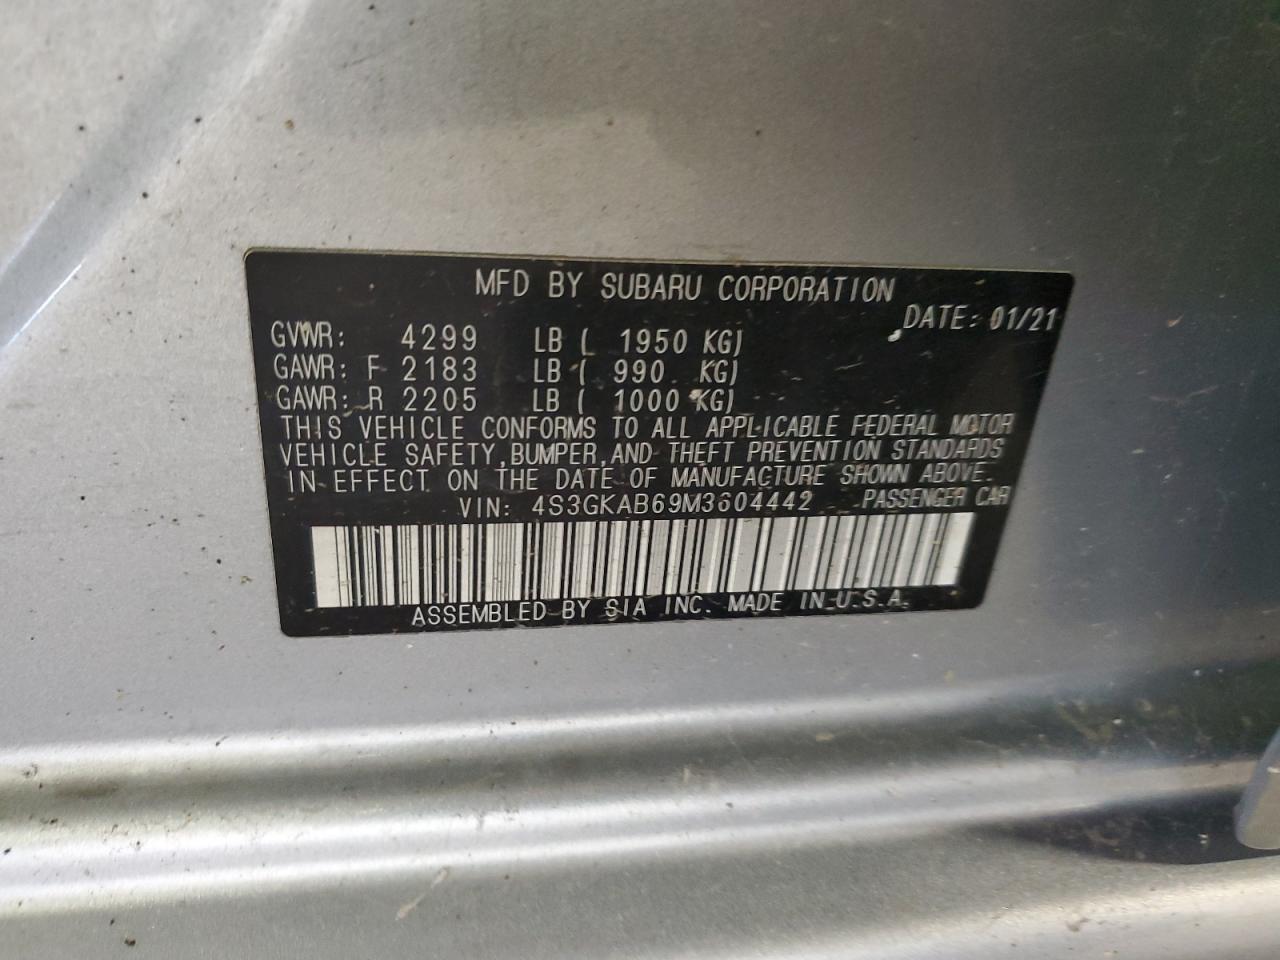 MFD BY SUBARU CORPORATION
DATE: 01/21
GVWR: 4299 LB ( 1950 KG)
GAWR: F 2183 LB ( 990 KG)
GAWR: R 2205 LB ( 1000 KG)
THIS VEHICLE CONFORMS TO ALL APPLICABLE FEDERAL MOTOR
VEHICLE SAFETY, BUMPER, AND THEFT PREVENTION STANDARDS
IN EFFECT ON THE DATE OF MANUFACTURE SHOWN ABOVE.
VIN: 4S3GKAB69M3604442 PASSENGER CAR
ASSEMBLED BY SIA INC. MADE IN U.S.A.